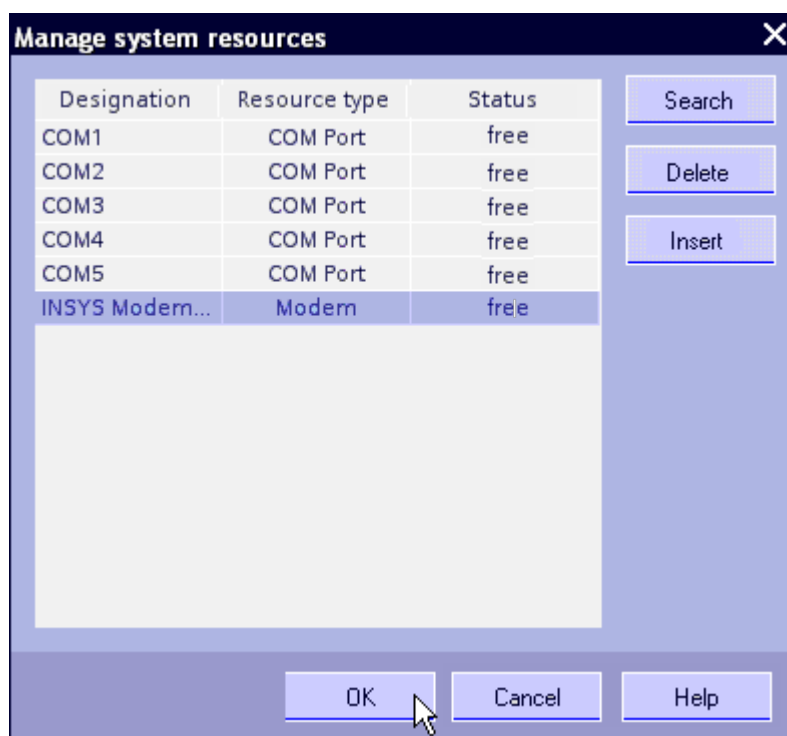 Manage system resources
Designation Resource type Status
COM1 COM Port free
COM2 COM Port free
COM3 COM Port free
COM4 COM Port free
COM5 COM Port free
INSYS Modem... Modem free
Search
Delete
Insert
OK Cancel Help